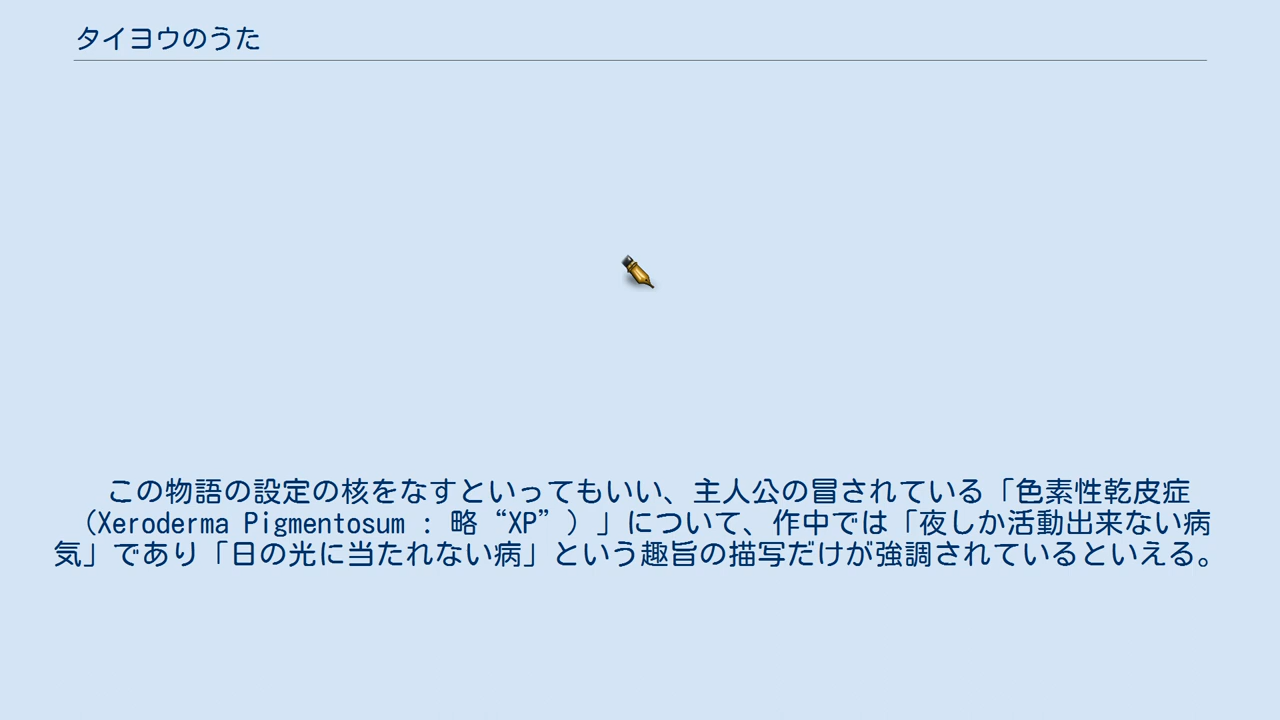 タイヨウのうた
この物語の設定の核をなすといってもいい、主人公の冒されている「色素性乾皮症
（Xeroderma Pigmentosum : 略“XP”）」について、作中では「夜しか活動出来ない病
気」であり「日の光に当たれない病」という趣旨の描写だけが強調されているといえる。